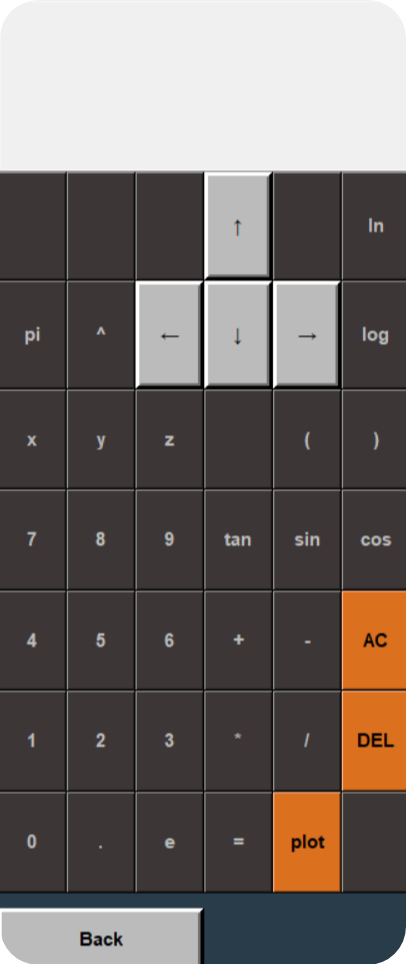 ↑ ln
pi ^ ← ↓ → log
x y z ( )
7 8 9 tan sin cos
4 5 6 + - AC
1 2 3 * / DEL
0 . e = plot
Back